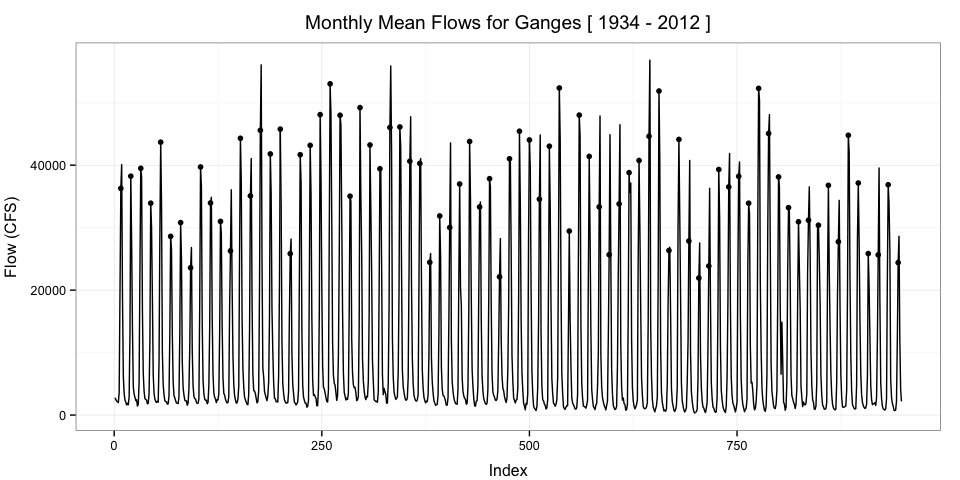 Monthly Mean Flows for Ganges [ 1934 - 2012 ]
Flow (CFS)
40000
20000
0
0 250 500 750
Index